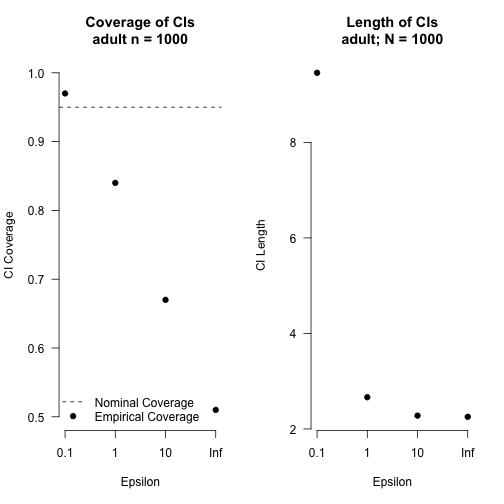 Coverage of CIs
adult n = 1000
CI Coverage
1.0
0.9
0.8
0.7
0.6
0.5
Nominal Coverage
Empirical Coverage
0.1 1 10 Inf
Epsilon
Length of CIs
adult; N = 1000
CI Length
8
6
4
2
0.1 1 10 Inf
Epsilon